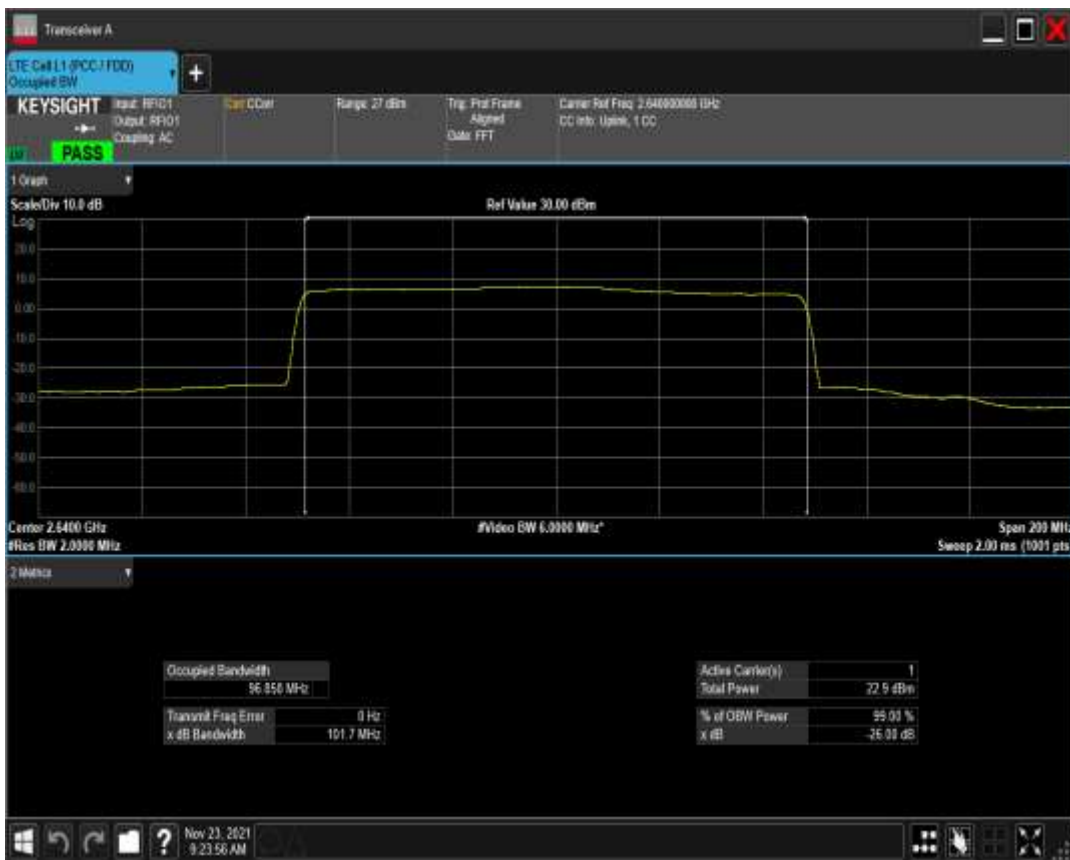 Transceiver A
LTE Cell L1 (PCC / FDD)
Occupied BW
KEYSIGHT
Input: RFIO1
Output: RFIO1
Coupling: AC
Corr CCorr
Range: 27 dBm
Trig: Prd Frame
Aligned
Gate: FFT
Carrier Ref Freq: 2.640000000 GHz
CC Info: Uplink, 1 CC
PASS
1 Graph
Scale/Div 10.0 dB
Ref Value 30.00 dBm
Log
20.0
10.0
0.00
-10.0
-20.0
-30.0
-40.0
-50.0
-60.0
Center 2.6400 GHz
#Video BW 6.0000 MHz*
Span 200 MHz
#Res BW 2.0000 MHz
Sweep 2.00 ms (1001 pts
2 Metrics
Occupied Bandwidth
96.850 MHz
Transmit Freq Error 0 Hz
x dB Bandwidth 101.7 MHz
Active Carrier(s) 1
Total Power 22.9 dBm
% of OBW Power 99.00 %
x dB -26.00 dB
Nov 23, 2021
9:23:56 AM